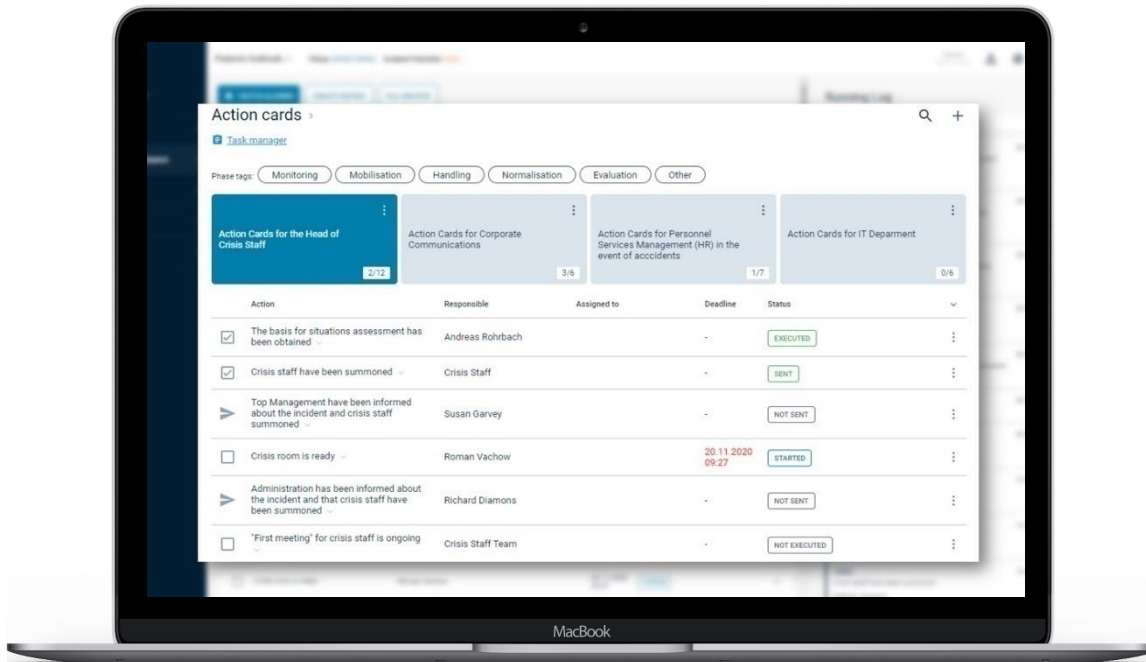 Action cards
Task manager
Phase tags: Monitoring Mobilisation Handling Normalisation Evaluation Other
Action Cards for the Head of
Crisis Staff
2/12
Action Cards for Corporate
Communications
3/6
Action Cards for Personnel
Services Management (HR) in the
event of acccidents
1/7
Action Cards for IT Deparment
0/6
Action Responsible Assigned to Deadline Status
The basis for situations assessment has
been obtained
Andreas Rohrbach - EXECUTED
Crisis staff have been summoned Crisis Staff - SENT
Top Management have been informed
about the incident and crisis staff
summoned
Susan Garvey - NOT SENT
Crisis room is ready Roman Vachow
20.11.2020
09:27
STARTED
Administration has been informed about
the incident and that crisis staff have
been summoned
Richard Diamons - NOT SENT
"First meeting" for crisis staff is ongoing Crisis Staff Team - NOT EXECUTED
MacBook